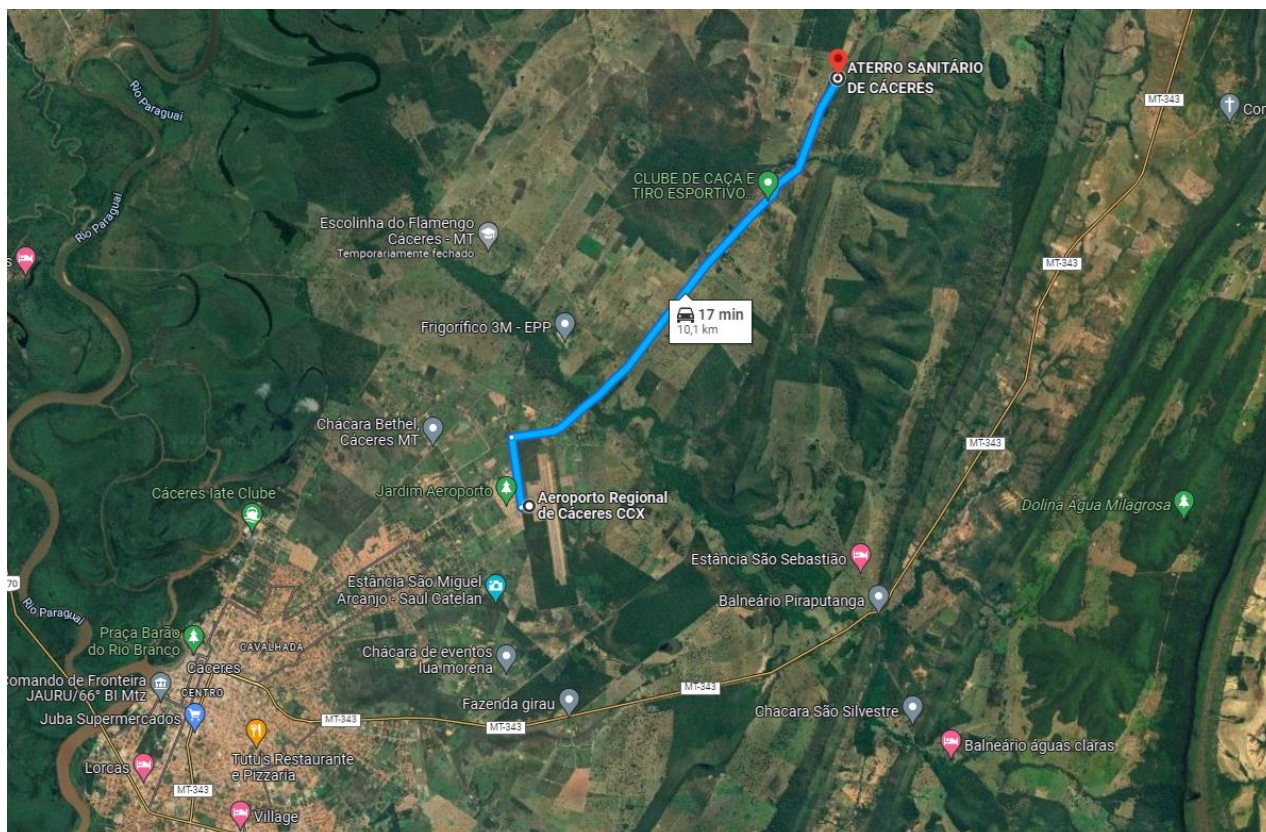 Rio Paraguai
ATERRO SANITÁRIO
DE CÁCERES
MT-343
Cor
CLUBE DE CAÇA E
TIRO ESPORTIVO...
Rio Paraguai
Escolinha do Flamengo
Cáceres - MT
Temporariamente fechado
s
MT-343
17 min
10,1 km
Frigorífico 3M - EPP
Chácara Bethel,
Cáceres MT
MT-343
Jardim Aeroporto
Cáceres Iate Clube
Aeroporto Regional
de Cáceres CCX
Dolina Água Milagrosa
Estância São Sebastião
70
Estância São Miguel
Arcanjo - Saul Catelan
Balneário Piraputanga
Rio Paraguai
Praça Barão
do Rio Branco
CAVALHADA
Cáceres
Chácara de eventos
lua morena
Comando de Fronteira
JAURU/66° BI Mtz
CENTRO
MT-343
Fazenda girau
Juba Supermercados
MT-343
MT-343
Chacara São Silvestre
Balneário águas claras
Tutu's Restaurante
e Pizzaria
Lorcas
MT-343
Village